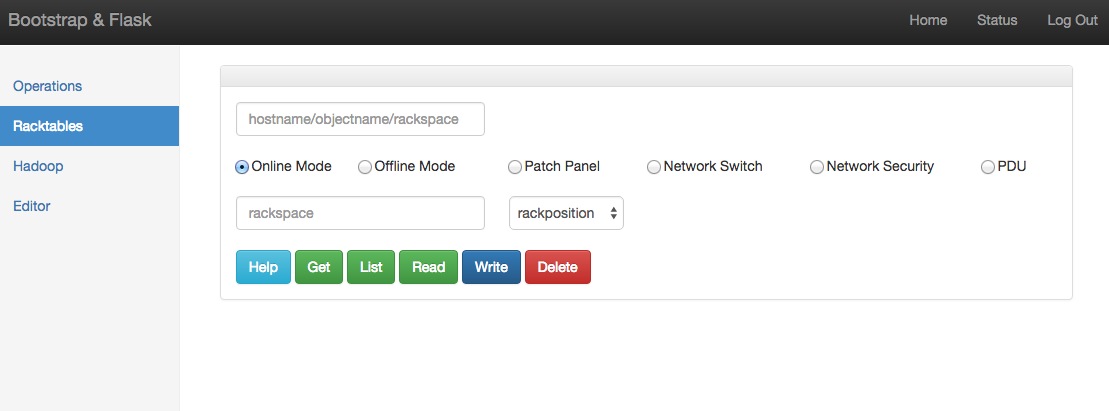 Bootstrap & Flask Home Status Log Out
Operations
Racktables
Hadoop
Editor
hostname/objectname/rackspace
Online Mode Offline Mode Patch Panel Network Switch Network Security PDU
rackspace rackposition
Help Get List Read Write Delete